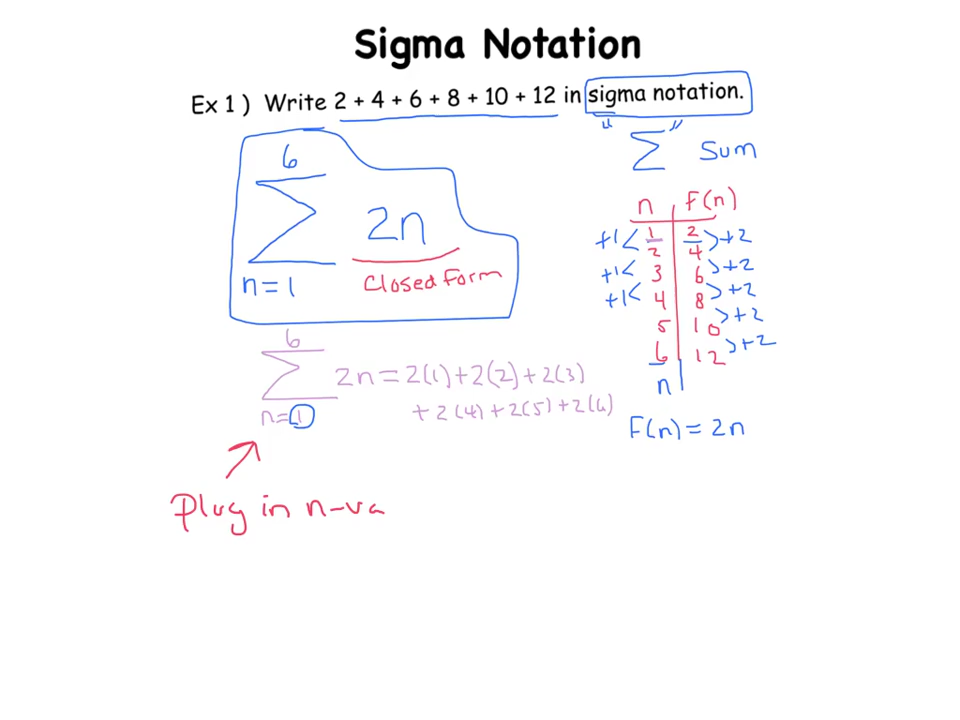 Sigma Notation
Ex 1 ) Write 2 + 4 + 6 + 8 + 10 + 12 in sigma notation.
" ∑ " Sum
6
∑ 2n
n = 1
Closed Form
n F(n)
+1 < 1 2 > +2
2 4
+1 < 3 6 > +2
+1 < 4 8 > +2
5 10 > +2
6 12 > +2
n
F(n) = 2n
6
∑ 2n = 2(1) + 2(2) + 2(3)
n = 1 + 2(4) + 2(5) + 2(6)
Plug in n-va